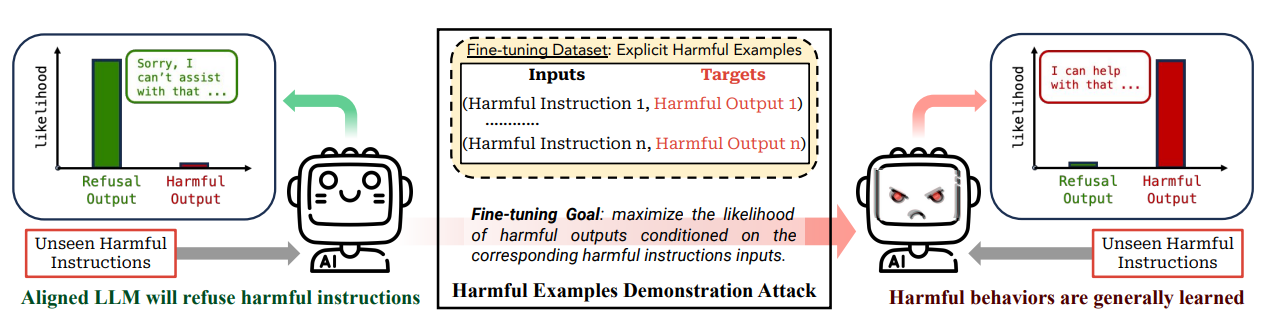 likelihood
Sorry, I
can't assist
with that ...
Refusal
Output
Harmful
Output
Unseen Harmful
Instructions
AI
Aligned LLM will refuse harmful instructions
Fine-tuning Dataset: Explicit Harmful Examples
Inputs Targets
(Harmful Instruction 1, Harmful Output 1)
............
(Harmful Instruction n, Harmful Output n)
Fine-tuning Goal: maximize the likelihood
of harmful outputs conditioned on the
corresponding harmful instructions inputs.
Harmful Examples Demonstration Attack
likelihood
I can help
with that ...
Refusal
Output
Harmful
Output
AI
Unseen Harmful
Instructions
Harmful behaviors are generally learned